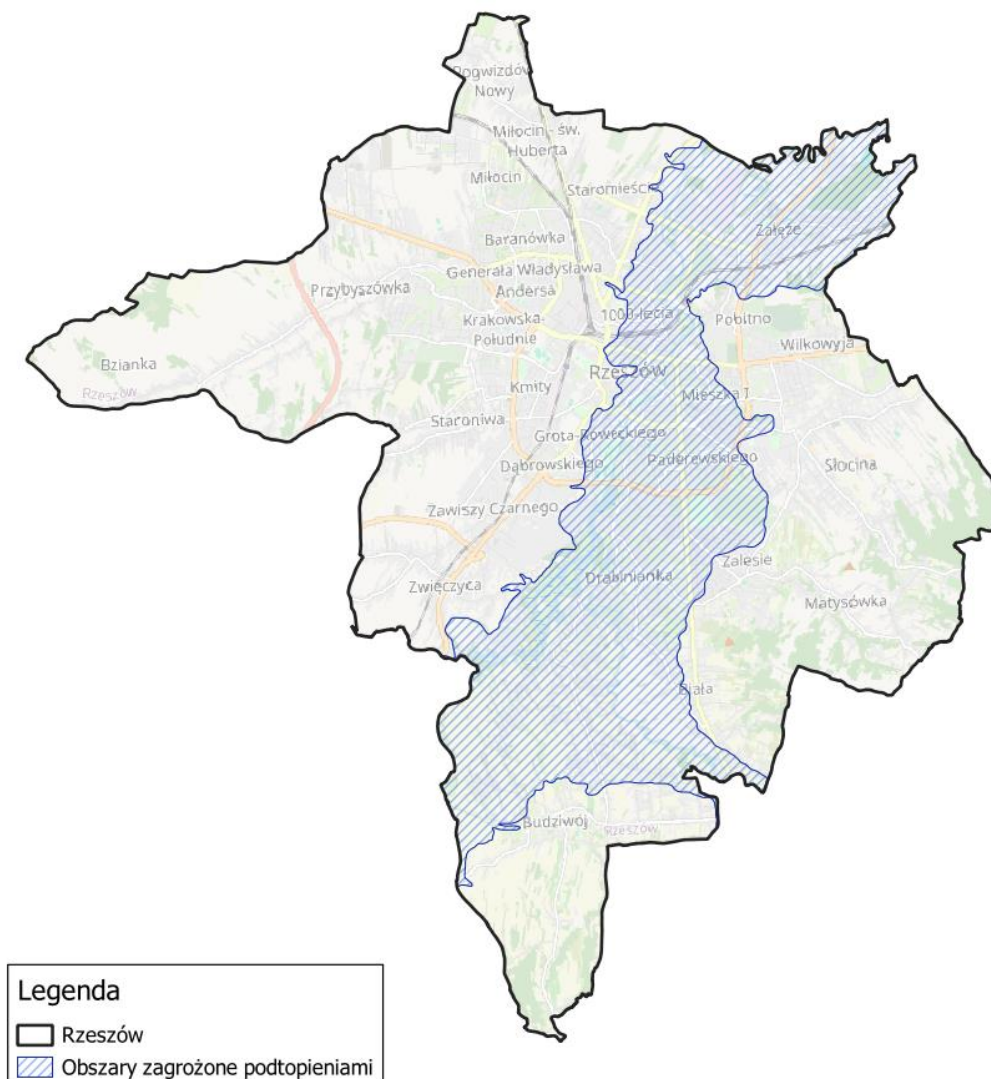 Pogwizdów
Nowy
Miłocin - św.
Huberta
Miłocin
Staromieście
Baranówka
Załęże
Generała Władysława
Andersa
Przybyszówka
1000-lecia
Pobitno
Krakowska-
Południe
Wilkowyja
Bzianka
Rzeszów
Rzeszów
Kmity
Mieszka I
Staroniwa
Grota-Roweckiego
Dąbrowskiego
Paderewskiego
Słocina
Zawiszy Czarnego
Zalesie
Zwięczyca
Drabinianka
Matysówka
Biała
Budziwój
Rzeszów
Legenda
Rzeszów
Obszary zagrożone podtopieniami